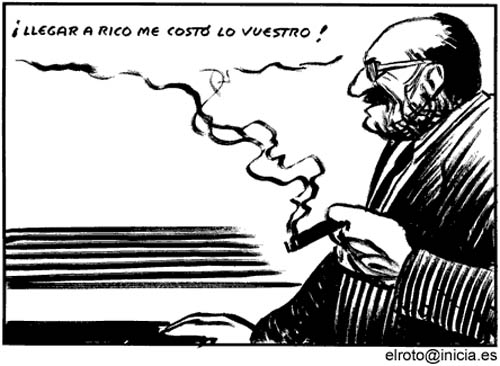 ¡LLEGAR A RICO ME COSTÓ LO VUESTRO!
elroto@inicia.es